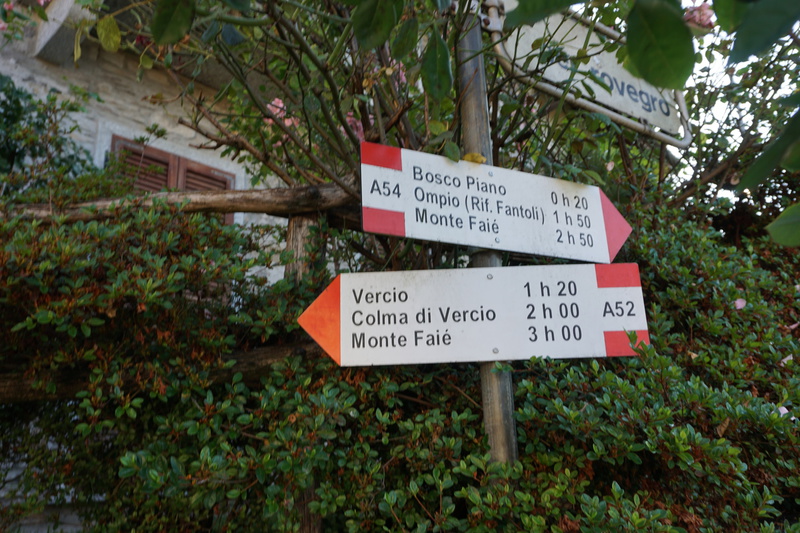 A54
Bosco Piano 0 h 20
Ompio (Rif. Fantoli) 1 h 50
Monte Faié 2 h 50
Vercio 1 h 20
Colma di Vercio 2 h 00
Monte Faié 3 h 00
A52